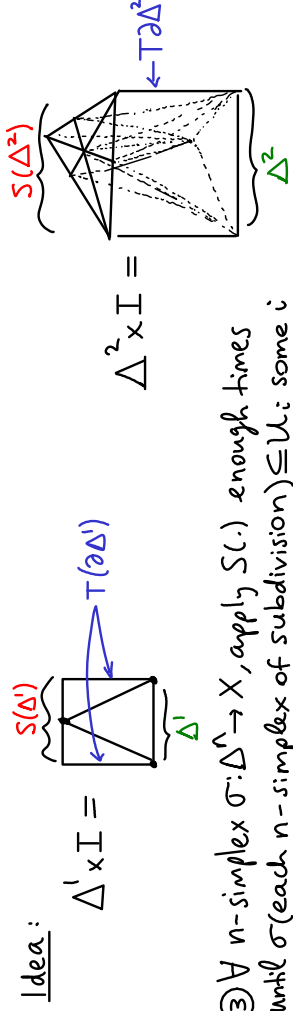 Idea:
S(Δ¹)
Δ¹ × I =
T(∂Δ¹)
Δ¹
S(Δ²)
Δ² × I =
T∂Δ²
Δ²
③ ∀ n-simplex σ: Δⁿ → X, apply S(.) enough times
until σ(each n-simplex of subdivision) ⊆ Uᵢ some i